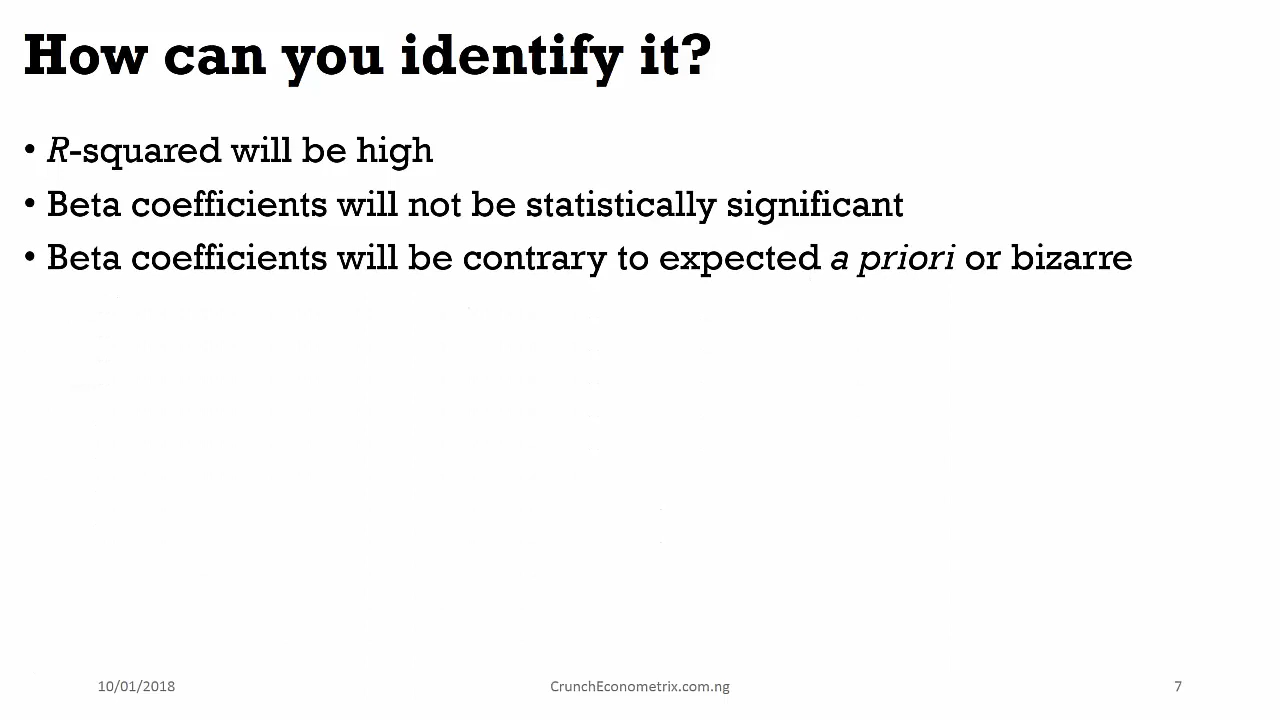 How can you identify it?
• R-squared will be high
• Beta coefficients will not be statistically significant
• Beta coefficients will be contrary to expected a priori or bizarre
10/01/2018
CrunchEconometrix.com.ng
7